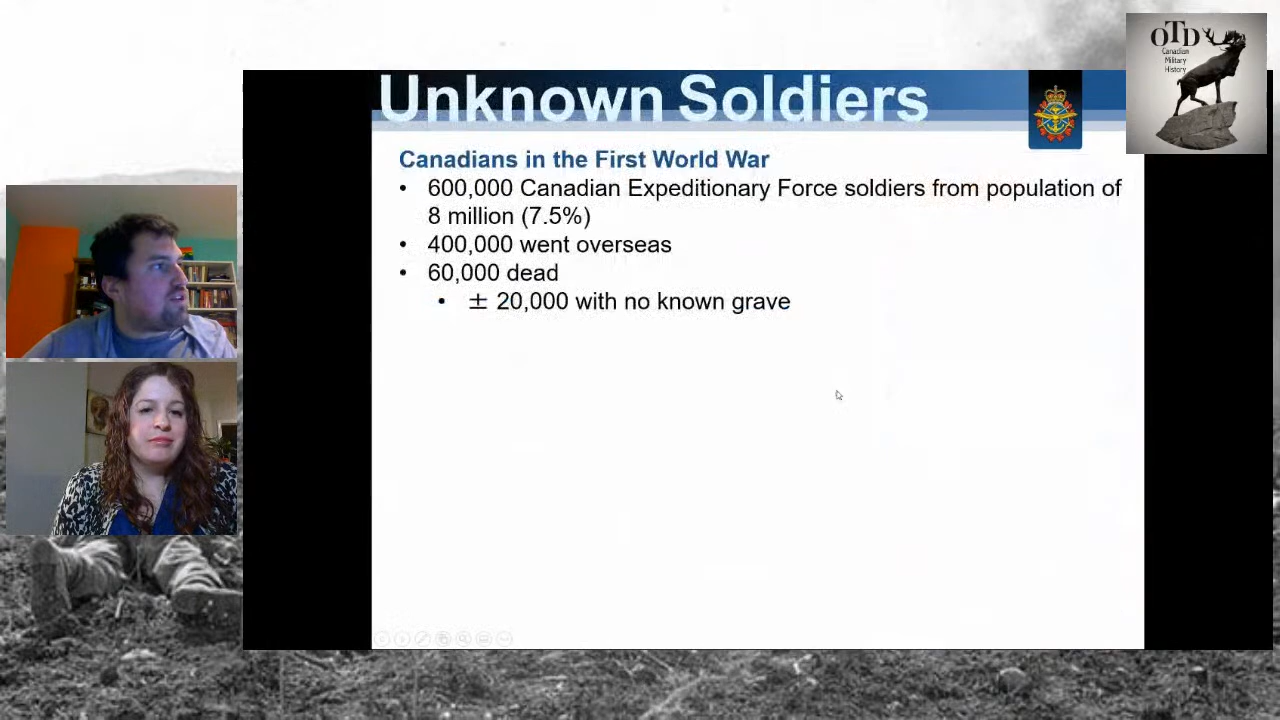 OTD
Canadian
Military
History
Unknown Soldiers
Canadians in the First World War
• 600,000 Canadian Expeditionary Force soldiers from population of
8 million (7.5%)
• 400,000 went overseas
• 60,000 dead
• ± 20,000 with no known grave